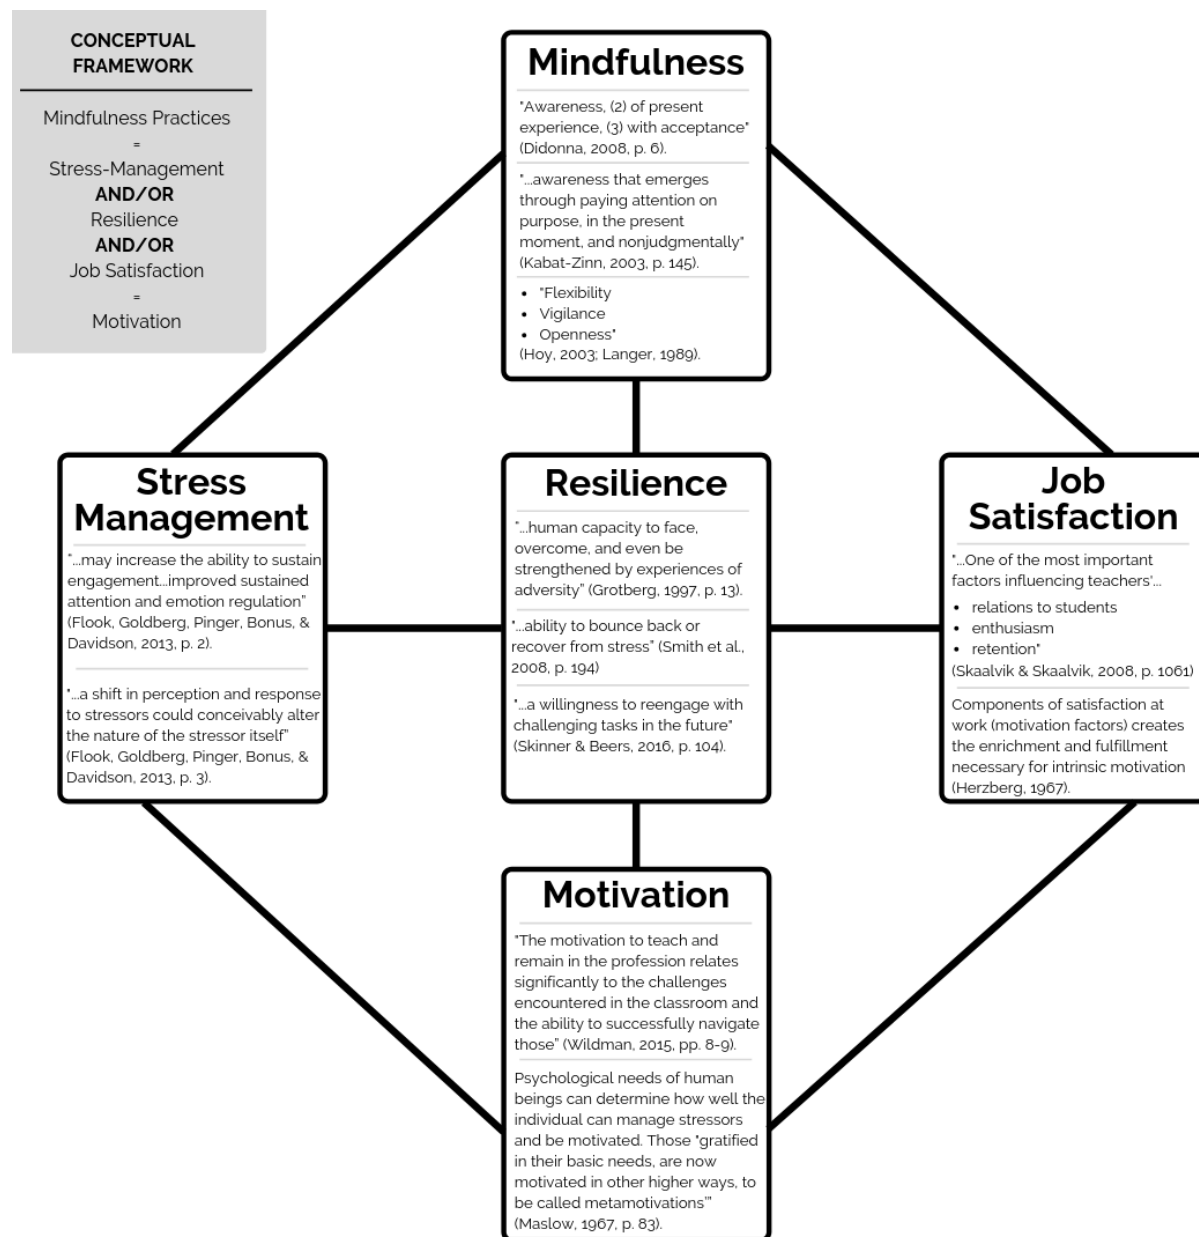 CONCEPTUAL
FRAMEWORK
Mindfulness Practices
=
Stress-Management
AND/OR
Resilience
AND/OR
Job Satisfaction
=
Motivation
Mindfulness
"Awareness, (2) of present
experience, (3) with acceptance"
(Didonna, 2008, p. 6).
"...awareness that emerges
through paying attention on
purpose, in the present
moment, and nonjudgmentally"
(Kabat-Zinn, 2003, p. 145).
• "Flexibility
• Vigilance
• Openness"
(Hoy, 2003; Langer, 1989).
Stress
Management
"...may increase the ability to sustain
engagement...improved sustained
attention and emotion regulation"
(Flook, Goldberg, Pinger, Bonus, &
Davidson, 2013, p. 2).
"...a shift in perception and response
to stressors could conceivably alter
the nature of the stressor itself"
(Flook, Goldberg, Pinger, Bonus, &
Davidson, 2013, p. 3).
Resilience
"...human capacity to face,
overcome, and even be
strengthened by experiences of
adversity" (Grotberg, 1997, p. 13).
"...ability to bounce back or
recover from stress" (Smith et al.,
2008, p. 194)
"...a willingness to reengage with
challenging tasks in the future"
(Skinner & Beers, 2016, p. 104).
Job
Satisfaction
"...One of the most important
factors influencing teachers'...
• relations to students
• enthusiasm
• retention"
(Skaalvik & Skaalvik, 2008, p. 1061)
Components of satisfaction at
work (motivation factors) creates
the enrichment and fulfillment
necessary for intrinsic motivation
(Herzberg, 1967).
Motivation
"The motivation to teach and
remain in the profession relates
significantly to the challenges
encountered in the classroom and
the ability to successfully navigate
those" (Wildman, 2015, pp. 8-9).
Psychological needs of human
beings can determine how well the
individual can manage stressors
and be motivated. Those "gratified
in their basic needs, are now
motivated in other higher ways, to
be called metamotivations'"
(Maslow, 1967, p. 83).